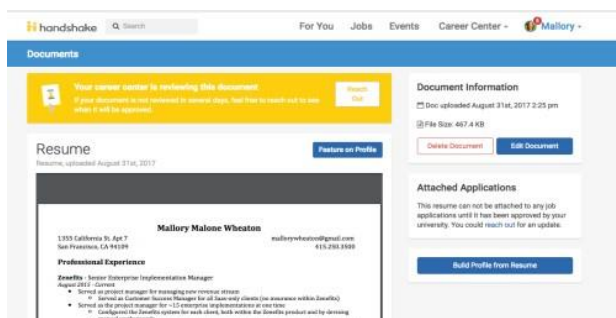 handshake
Search
For You Jobs Events Career Center Mallory
Documents
Your career center is reviewing this document
If your document is not reviewed in several days, feel free to reach out to see
when it will be approved.
Reach
Out
Resume
Resume, uploaded August 31st, 2017
Feature on Profile
Mallory Malone Wheaton
1355 California St. Apt 7
San Francisco, CA 94109
mallorywheaton@gmail.com
415.250.3500
Professional Experience
Zenefits - Senior Enterprise Implementation Manager
August 2015 - Current
Served as project manager for managing new revenue stream
Served as Customer Success Manager for all Saas-only clients (no insurance within Zenefits)
Served as the project manager for ~15 enterprise implementations at one time
Configured the Zenefits system for each client, both within the Zenefits product and by devising
Document Information
Doc uploaded August 31st, 2017 2:25 pm
File Size: 467.4 KB
Delete Document
Edit Document
Attached Applications
This resume can not be attached to any job
applications until it has been approved by your
university. You could reach out for an update.
Build Profile from Resume